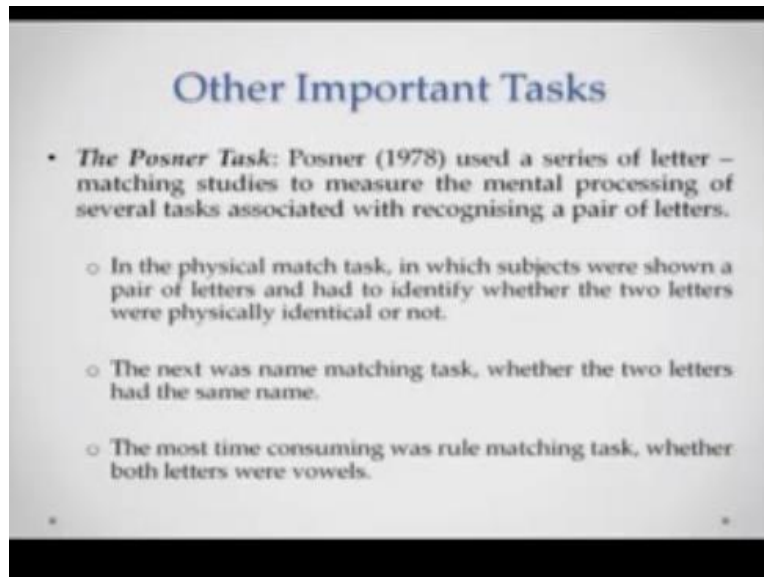 Other Important Tasks
• The Posner Task: Posner (1978) used a series of letter –
matching studies to measure the mental processing of
several tasks associated with recognising a pair of letters.
o In the physical match task, in which subjects were shown a
pair of letters and had to identify whether the two letters
were physically identical or not.
o The next was name matching task, whether the two letters
had the same name.
o The most time consuming was rule matching task, whether
both letters were vowels.